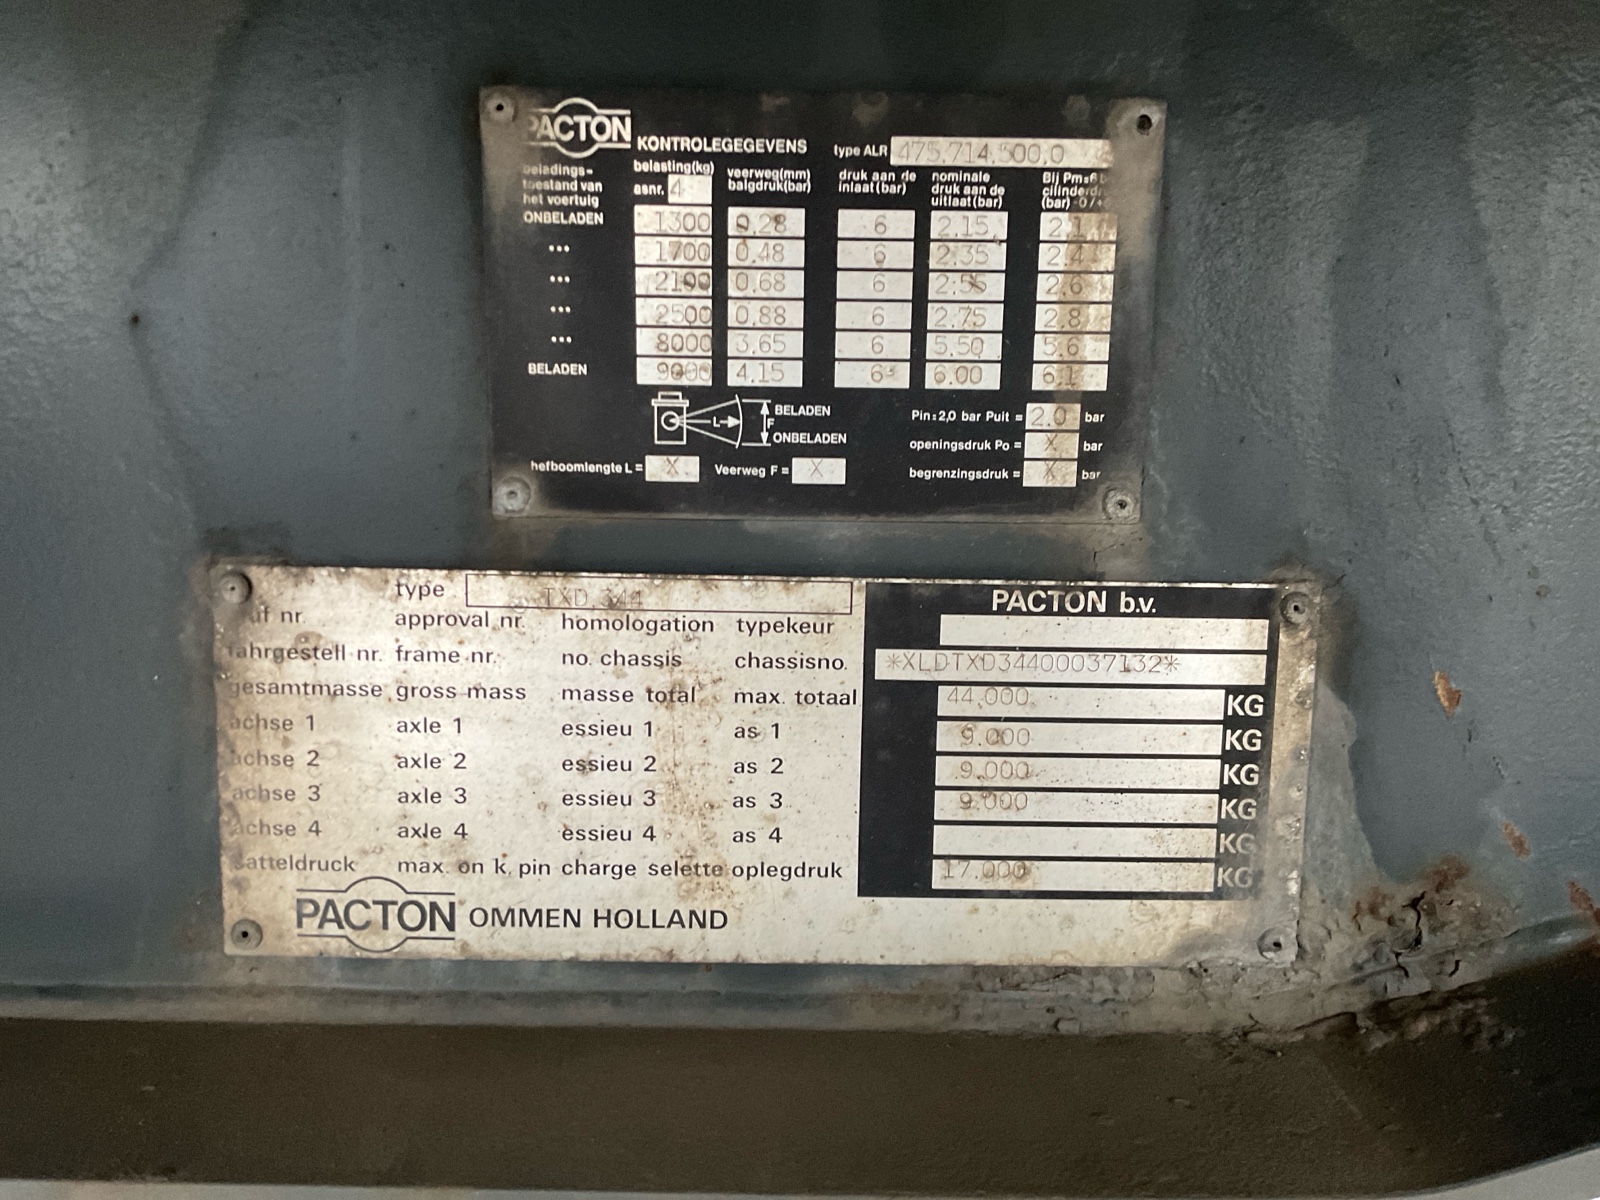 PACTON KONTROLEGEGEVENS type ALR 475.714.500.0
beladings-
toestand van
het voertuig
belasting(kg)
asnr. 4
veerweg(mm)
balgdruk(bar)
druk aan de
inlaat(bar)
nominale
druk aan de
uitlaat(bar)
Bij Pm=6
(bar) -0/+
ONBELADEN 1300 0.28 6 2.15 2.1
... 1700 0.48 6 2.35 2.4
... 2100 0.68 6 2.55 2.6
... 2500 0.88 6 2.75 2.8
... 8000 3.65 6 5.50 5.6
BELADEN 9000 4.15 6 6.00 6.1
BELADEN
L F
ONBELADEN
Pin=2,0 bar Puit = 2.0 bar
openingsdruk Po = X bar
hefboomlengte L = X Veerweg F = X begrenzingsdruk = X bar
type TXD.344 PACTON b.v.
nr. approval nr. homologation typekeur
fahrgestell nr. frame nr. no. chassis chassisno. *XLDTXD34400037132*
gesamtmasse gross mass masse total max. totaal 44.000 KG
achse 1 axle 1 essieu 1 as 1 9.000 KG
achse 2 axle 2 essieu 2 as 2 9.000 KG
achse 3 axle 3 essieu 3 as 3 9.000 KG
achse 4 axle 4 essieu 4 as 4 KG
satteldruck max. on k. pin charge selette oplegdruk 17.000 KG
PACTON OMMEN HOLLAND